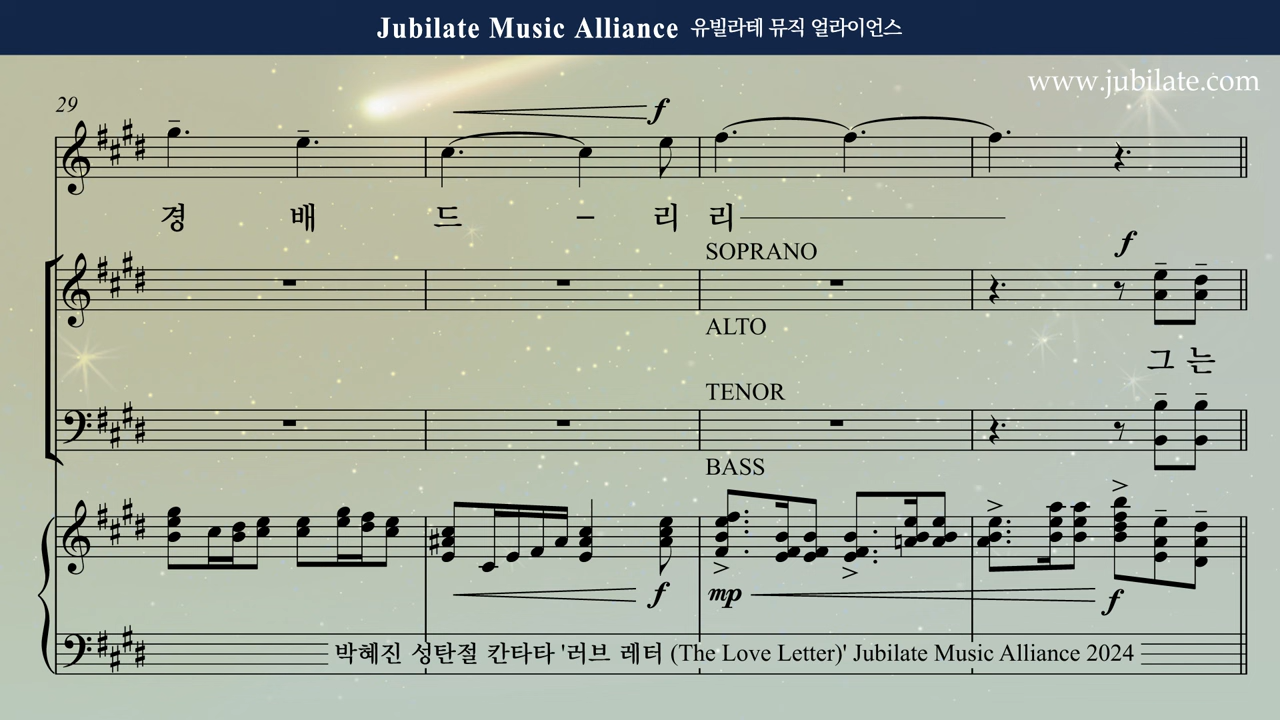 Jubilate Music Alliance 유빌라테 뮤직 얼라이언스
www.jubilate.com
29
f
경 배 드 – 리 리
SOPRANO
f
ALTO
그 는
TENOR
BASS
f mp f
박혜진 성탄절 칸타타 '러브 레터 (The Love Letter)' Jubilate Music Alliance 2024